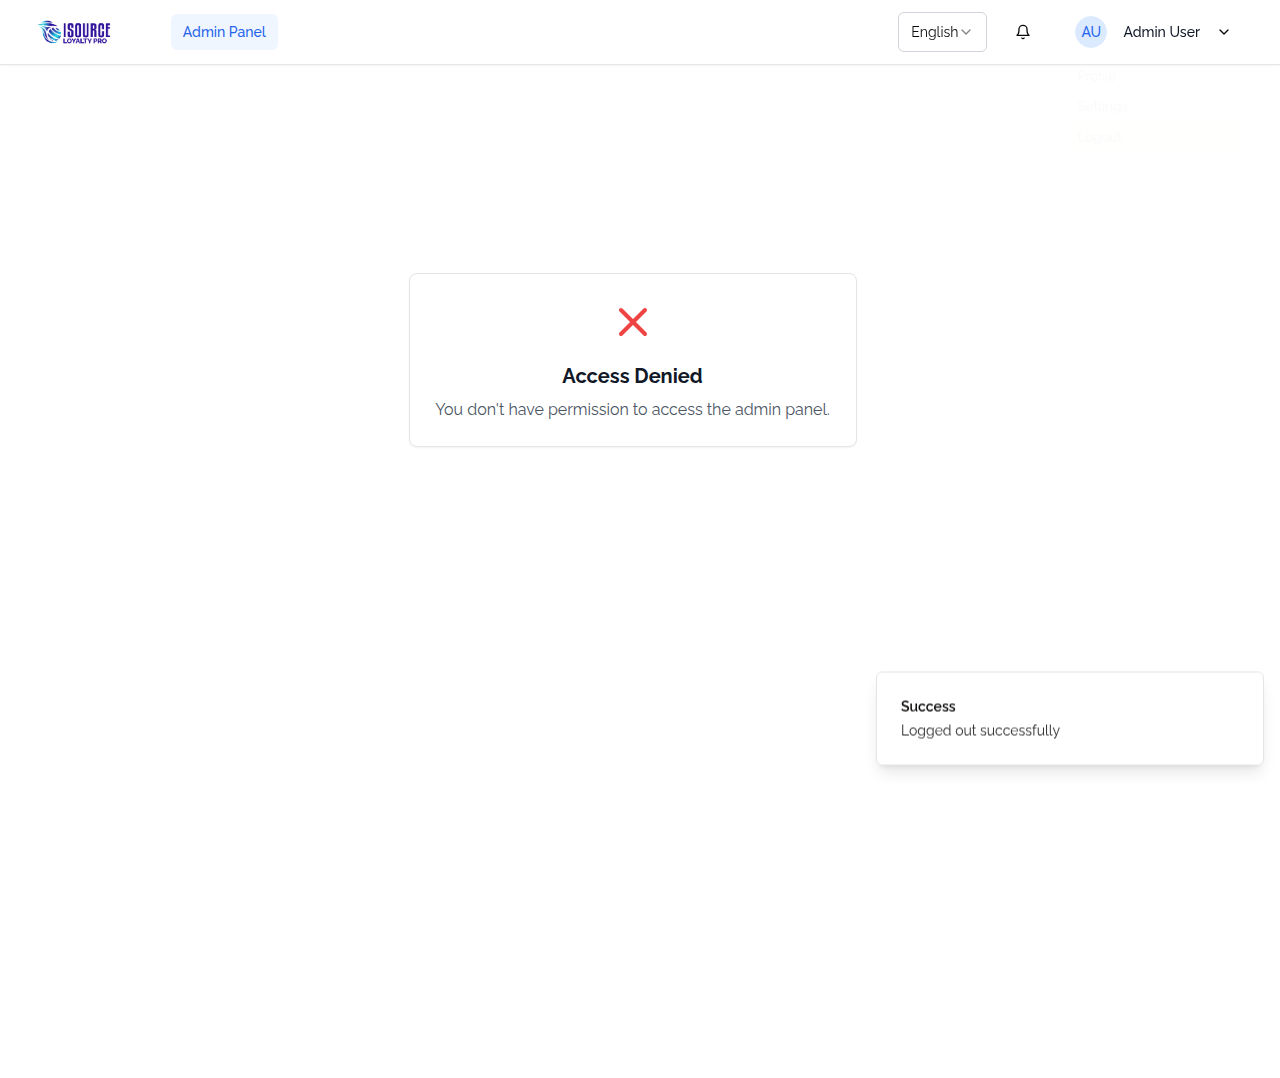 ISOURCE
LOYALTY PRO
Admin Panel
English
AU
Admin User
Profile
Settings
Logout
Access Denied
You don't have permission to access the admin panel.
Success
Logged out successfully